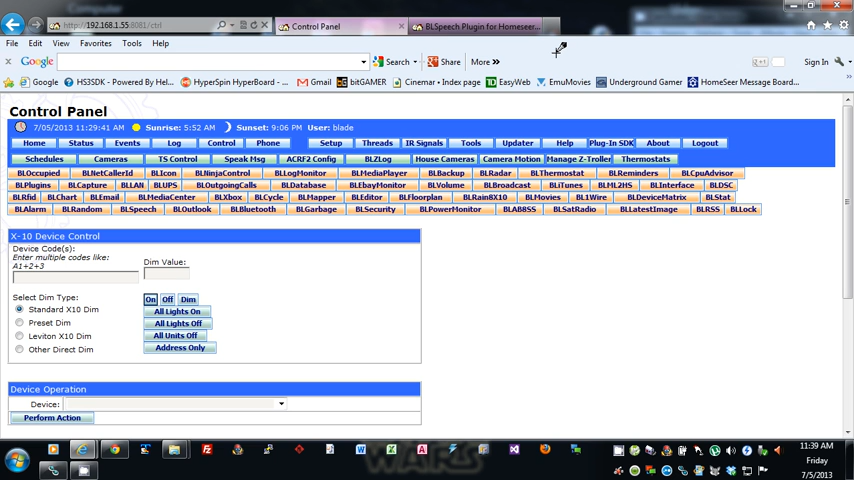 Computer
http://192.168.1.55:8081/ctrl
Control Panel
BLSpeech Plugin for Homeseer...
File Edit View Favorites Tools Help
Google Search Share More » Sign In
Google HS3SDK - Powered by ... HyperSpin HyperBoard - ... Gmail bitGAMER Cinemar • Index page EasyWeb EmuMovies Underground Gamer HomeSeer Message Board...
Control Panel
7/05/2013 11:29:41 AM Sunrise: 5:52 AM Sunset: 9:06 PM User: blade
Home Status Events Log Control Phone Setup Threads IR Signals Tools Updater Help Plug-In SDK About Logout
Schedules Cameras TS Control Speak Msg ACRF2 Config BLZLog House Cameras Camera Motion Manage Z-Troller Thermostats
BLOccupied BLNetCallerId BLIcon BLNinjaControl BLLogMonitor BLMediaPlayer BLBackup BLRadar BLThermostat BLReminders BLCpuAdvisor
BLPlugins BLCapture BLLAN BLUPS BLOutgoingCalls BLDatabase BLEbayMonitor BLVolume BLBroadcast BLiTunes BLML2HS BLInterface BLDSC
BLRfid BLChart BLEmail BLMediaCenter BLXbox BLCycle BLMapper BLEditor BLFloorplan BLRain8X10 BLMovies BL1Wire BLDeviceMatrix BLStat
BLAlarm BLRandom BLSpeech BLOutlook BLBluetooth BLGarbage BLSecurity BLPowerMonitor BLAB8SS BLSatRadio BLLatestImage BLRSS BLLock
X-10 Device Control
Device Code(s):
Enter multiple codes like:
A1+2+3
Dim Value:
Select Dim Type:
Standard X10 Dim
Preset Dim
Leviton X10 Dim
Other Direct Dim
On Off Dim
All Lights On
All Lights Off
All Units Off
Address Only
Device Operation
Device:
Perform Action
WARS
11:39 AM
Friday
7/5/2013